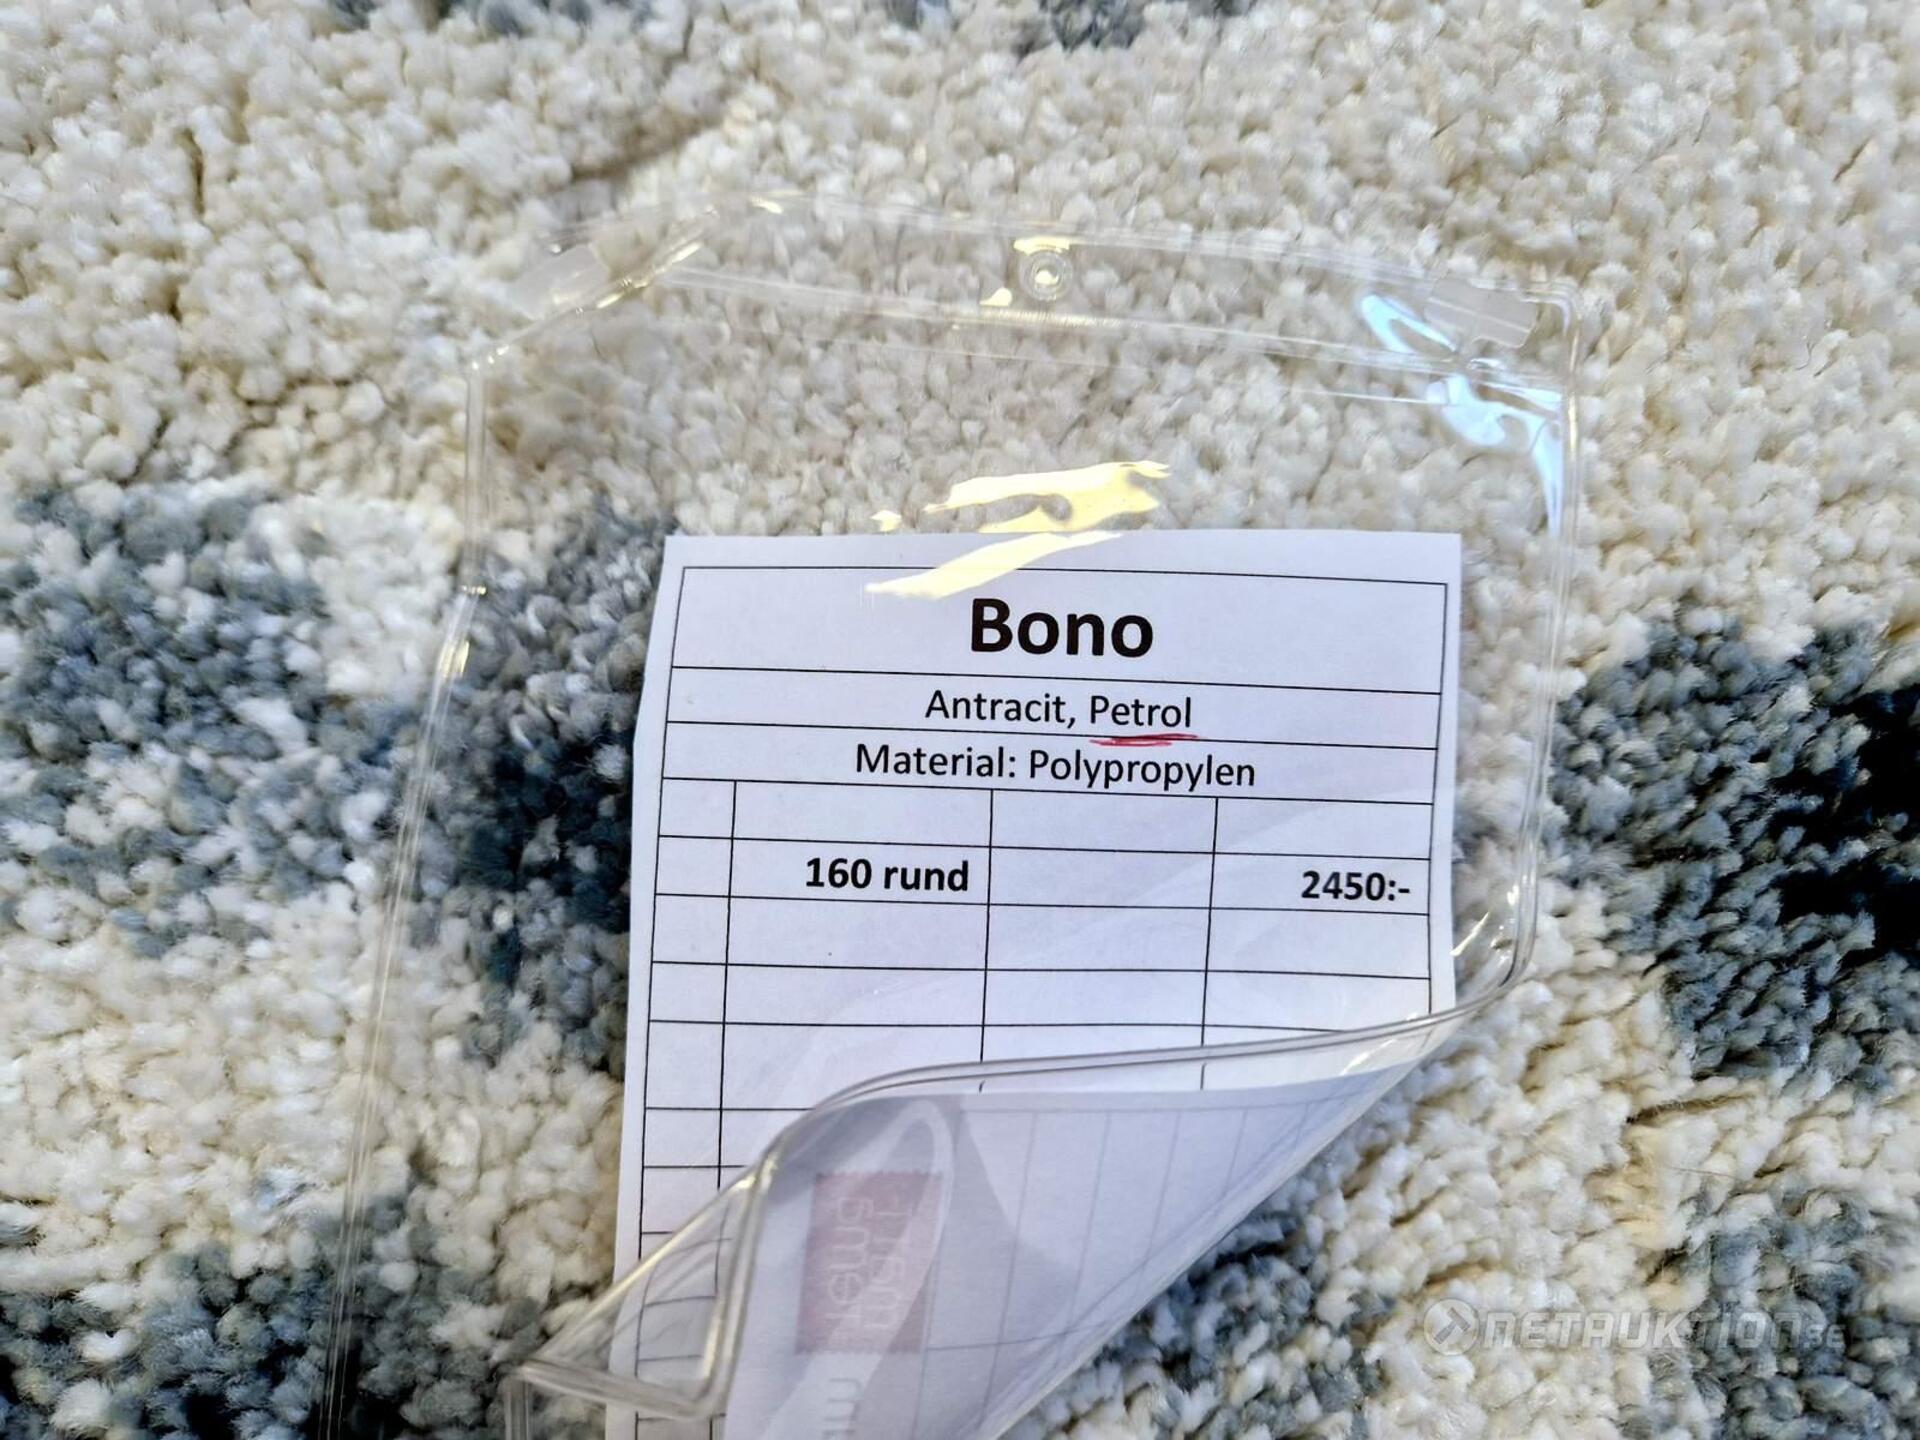 Bono
Antracit, Petrol
Material: Polypropylen
160 rund 2450:-
NETAUKTION.SE